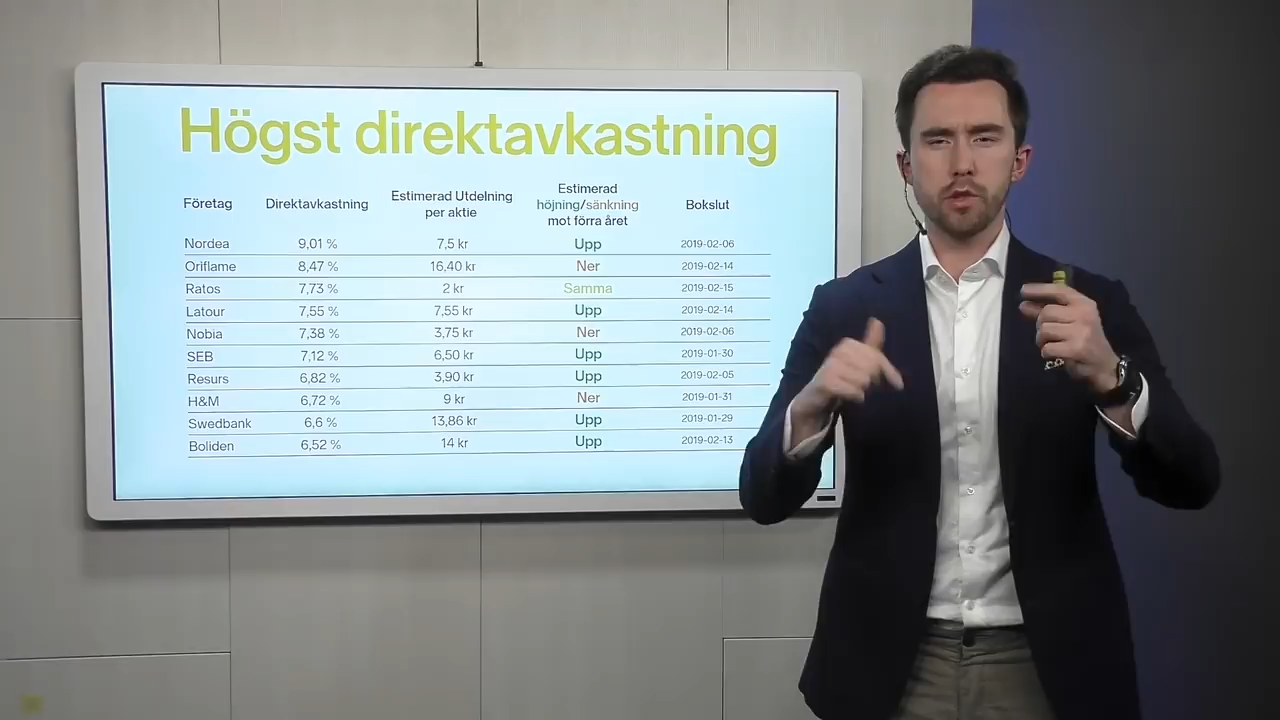 Högst direktavkastning
Företag Direktavkastning Estimerad Utdelning per aktie Estimerad höjning/sänkning mot förra året Bokslut
Nordea 9,01 % 7,5 kr Upp 2019-02-06
Oriflame 8,47 % 16,40 kr Ner 2019-02-14
Ratos 7,73 % 2 kr Samma 2019-02-15
Latour 7,55 % 7,55 kr Upp 2019-02-14
Nobia 7,38 % 3,75 kr Ner 2019-02-06
SEB 7,12 % 6,50 kr Upp 2019-01-30
Resurs 6,82 % 3,90 kr Upp 2019-02-05
H&M 6,72 % 9 kr Ner 2019-01-31
Swedbank 6,6 % 13,86 kr Upp 2019-01-29
Boliden 6,52 % 14 kr Upp 2019-02-13